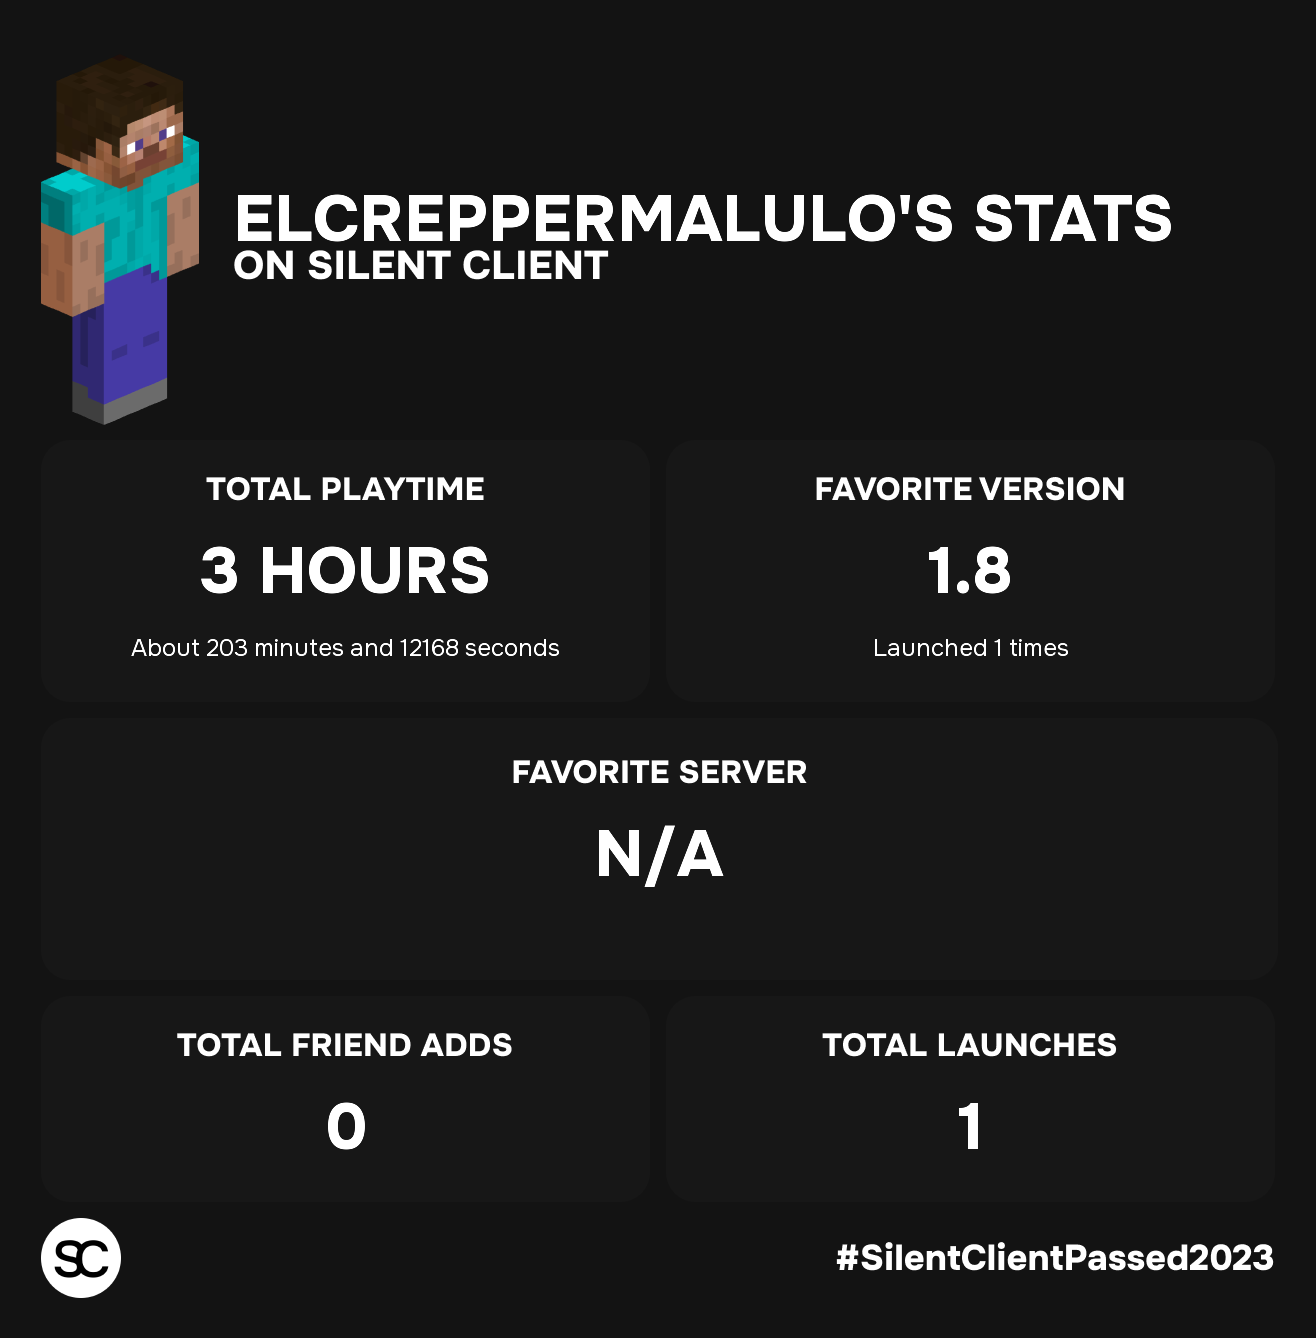 ELCREPPERMALULO'S STATS
ON SILENT CLIENT
TOTAL PLAYTIME
3 HOURS
About 203 minutes and 12168 seconds
FAVORITE VERSION
1.8
Launched 1 times
FAVORITE SERVER
N/A
TOTAL FRIEND ADDS
0
TOTAL LAUNCHES
1
SC
#SilentClientPassed2023